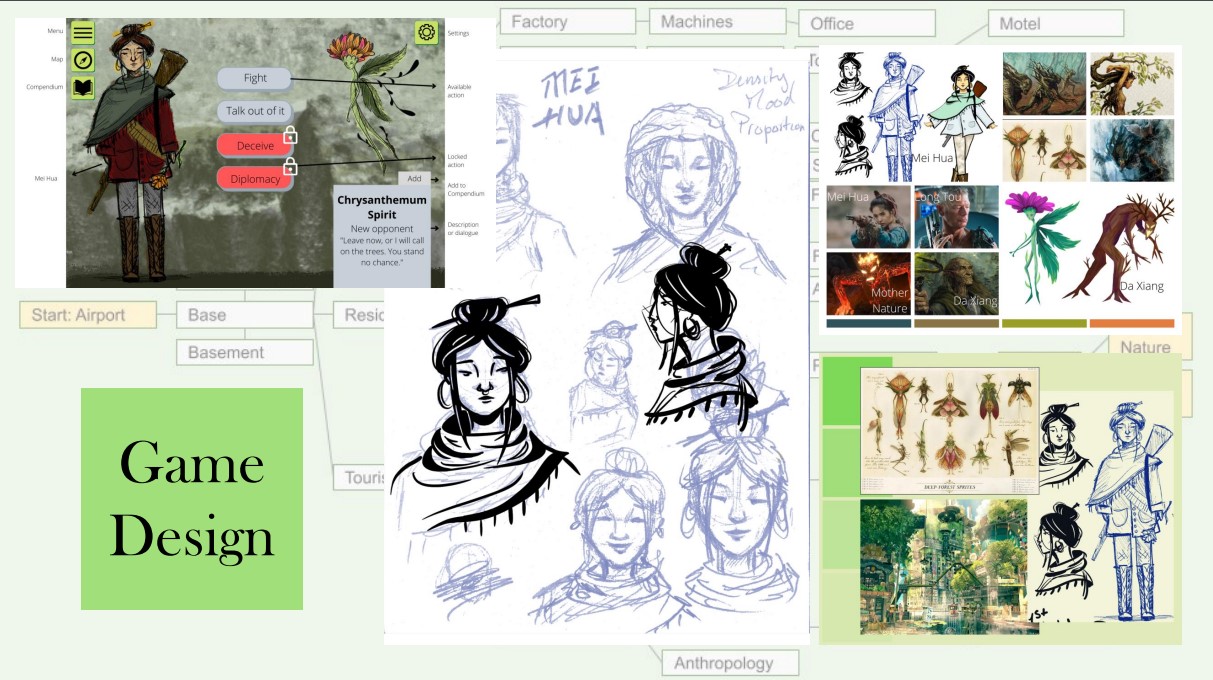 Factory
Machines
Office
Motel
Menu
Map
Compendium
Mei Hua
Fight
Talk out of it
Deceive
Diplomacy
Settings
Available
action
Locked
action
Add
Add to
Compendium
Chrysanthemum
Spirit
New opponent
"Leave now, or I will call
on the trees. You stand
no chance."
Description
or dialogue
MEI
HUA
Density
Mood
Proportion
Mei Hua
Mei Hua
Long Tou
Mother
Nature
Da Xiang
Da Xiang
Start: Airport
Base
Basement
Nature
Game
Design
DEEP FOREST SPRITES
1st
Anthropology